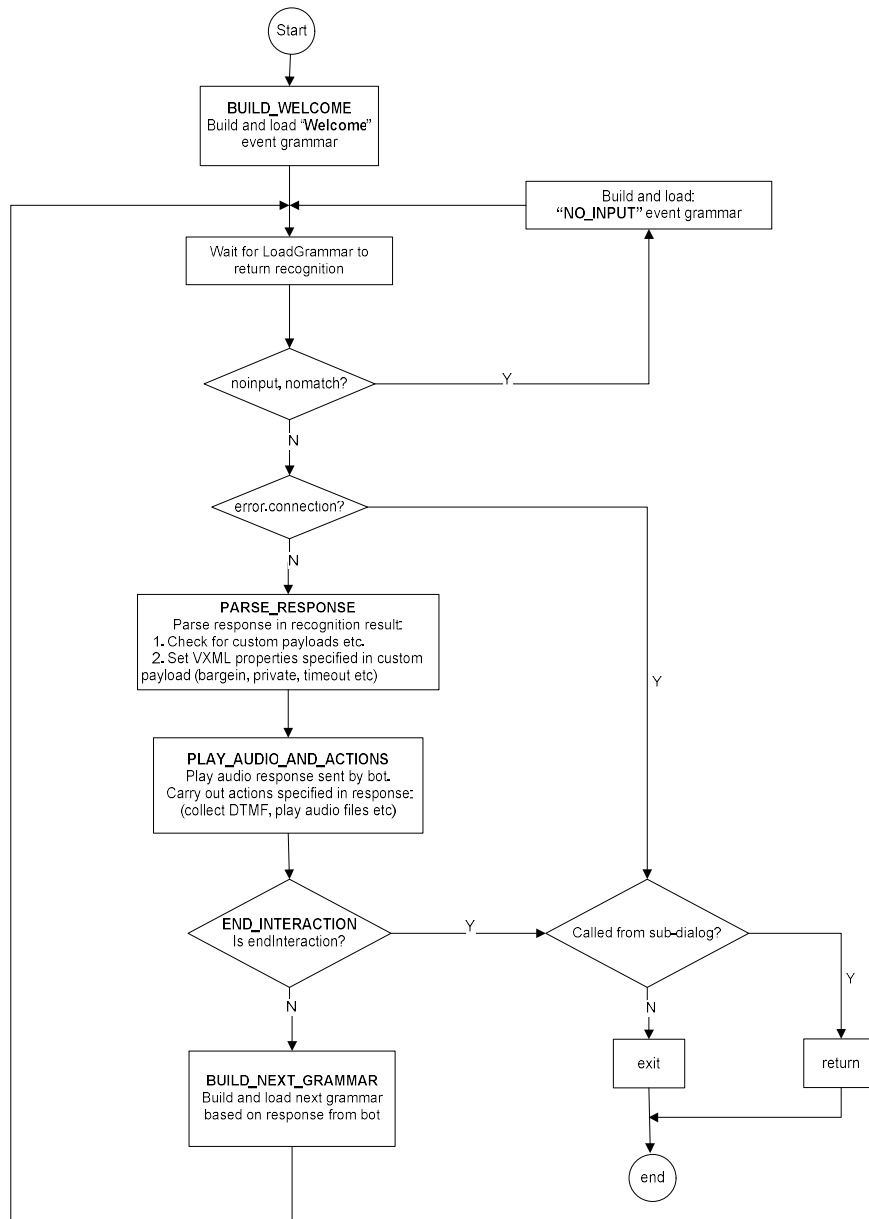 Start
BUILD_WELCOME
Build and load “Welcome”
event grammar
Build and load:
“NO_INPUT” event grammar
Wait for LoadGrammar to
return recognition
noinput, nomatch?
Y
N
error.connection?
N
PARSE_RESPONSE
Parse response in recognition result:
1. Check for custom payloads etc.
2. Set VXML properties specified in custom
payload (bargein, private, timeout etc)
Y
PLAY_AUDIO_AND_ACTIONS
Play audio response sent by bot.
Carry out actions specified in response:
(collect DTMF, play audio files etc)
END_INTERACTION
Is endInteraction?
Y
Called from sub-dialog?
Y
N
N
BUILD_NEXT_GRAMMAR
Build and load next grammar
based on response from bot
exit
return
end